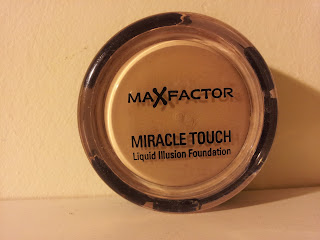 MAXFACTOR
MIRACLE TOUCH
Liquid Illusion Foundation